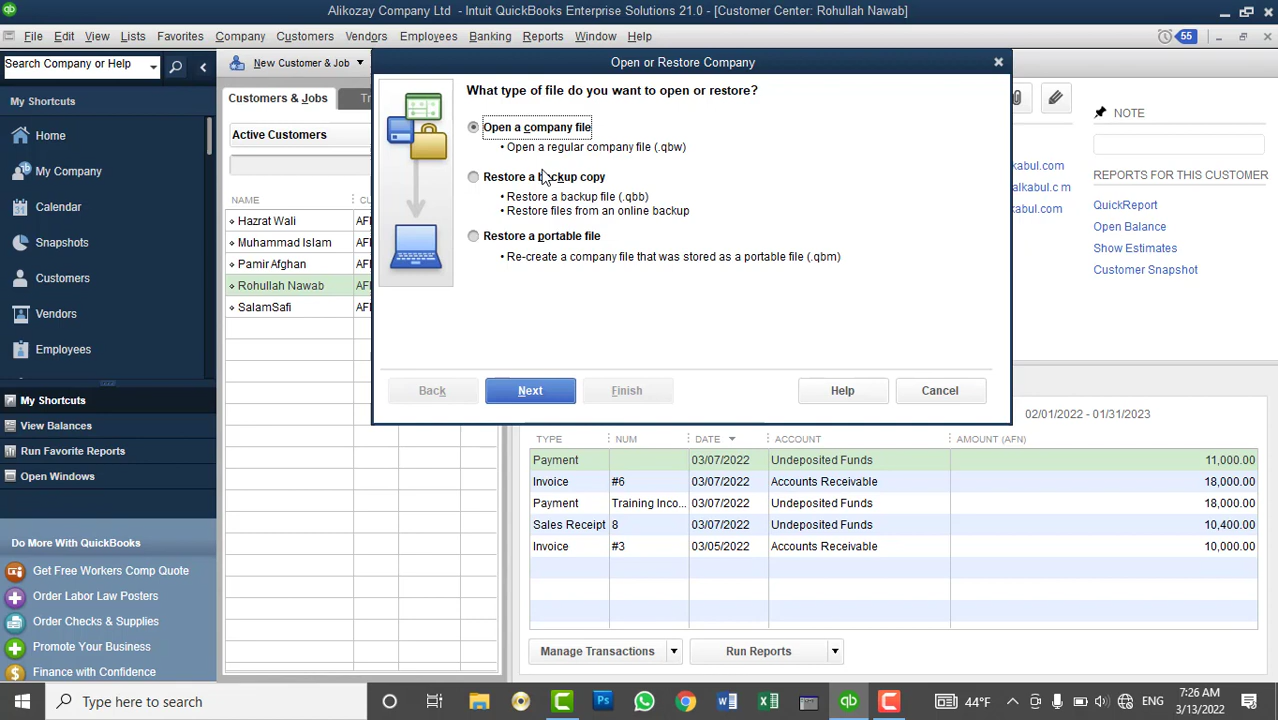 Alikozay Company Ltd - Intuit QuickBooks Enterprise Solutions 21.0 - [Customer Center: Rohullah Nawab]
File Edit View Lists Favorites Company Customers Vendors Employees Banking Reports Window Help 55
Search Company or Help
My Shortcuts
Home
My Company
Calendar
Snapshots
Customers
Vendors
Employees
My Shortcuts
View Balances
Run Favorite Reports
Open Windows
Do More With QuickBooks
Get Free Workers Comp Quote
Order Labor Law Posters
Order Checks & Supplies
Promote Your Business
Finance with Confidence
New Customer & Job
Customers & Jobs
Active Customers
NAME
Hazrat Wali AF
Muhammad Islam AF
Pamir Afghan AF
Rohullah Nawab AF
SalamSafi AF
Open or Restore Company
What type of file do you want to open or restore?
Open a company file
• Open a regular company file (.qbw)
Restore a backup copy
• Restore a backup file (.qbb)
• Restore files from an online backup
Restore a portable file
• Re-create a company file that was stored as a portable file (.qbm)
Back Next Finish Help Cancel
NOTE
kabul.com
kabul.c m
kabul.com
REPORTS FOR THIS CUSTOMER
QuickReport
Open Balance
Show Estimates
Customer Snapshot
02/01/2022 - 01/31/2023
TYPE NUM DATE ACCOUNT AMOUNT (AFN)
Payment 03/07/2022 Undeposited Funds 11,000.00
Invoice #6 03/07/2022 Accounts Receivable 18,000.00
Payment Training Inco... 03/07/2022 Undeposited Funds 18,000.00
Sales Receipt 8 03/07/2022 Undeposited Funds 10,400.00
Invoice #3 03/05/2022 Accounts Receivable 10,000.00
Manage Transactions Run Reports
Type here to search
44°F ENG 7:26 AM
3/13/2022